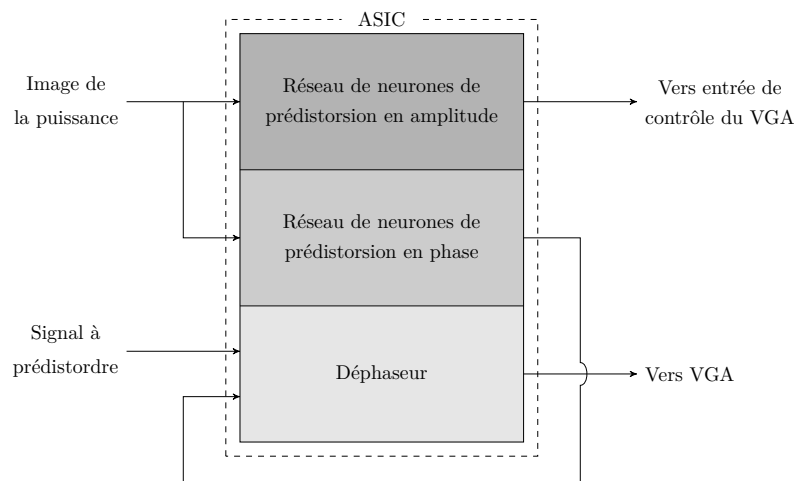 ASIC
Image de
la puissance
Réseau de neurones de
prédistorsion en amplitude
Vers entrée de
contrôle du VGA
Réseau de neurones de
prédistorsion en phase
Signal à
prédistordre
Déphaseur
Vers VGA